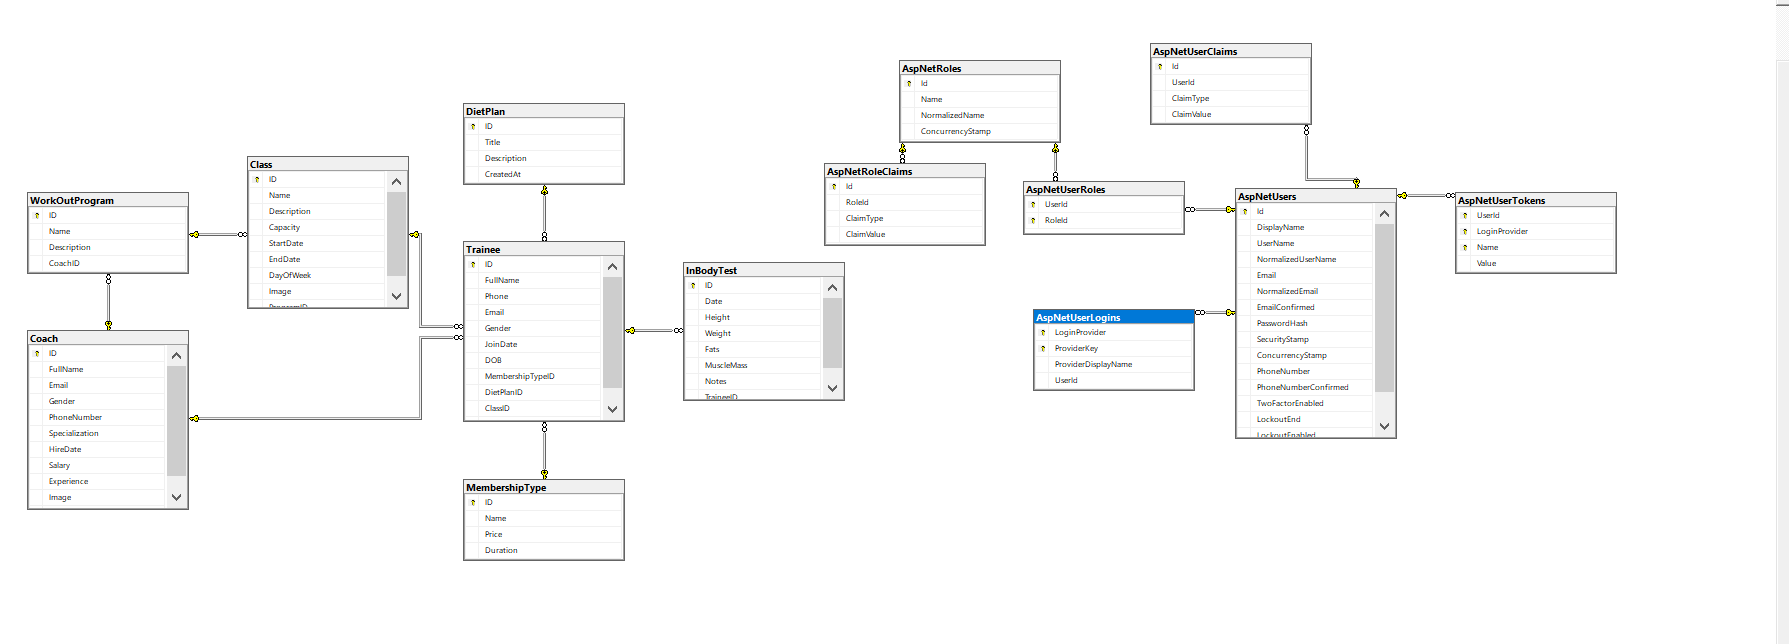 WorkOutProgram
ID
Name
Description
CoachID
Coach
ID
FullName
Email
Gender
PhoneNumber
Specialization
HireDate
Salary
Experience
Image
Class
ID
Name
Description
Capacity
StartDate
EndDate
DayOfWeek
Image
ProgramID
DietPlan
ID
Title
Description
CreatedAt
Trainee
ID
FullName
Phone
Email
Gender
JoinDate
DOB
MembershipTypeID
DietPlanID
ClassID
MembershipType
ID
Name
Price
Duration
InBodyTest
ID
Date
Height
Weight
Fats
MuscleMass
Notes
TraineeID
AspNetRoles
Id
Name
NormalizedName
ConcurrencyStamp
AspNetRoleClaims
Id
RoleId
ClaimType
ClaimValue
AspNetUserRoles
UserId
RoleId
AspNetUserLogins
LoginProvider
ProviderKey
ProviderDisplayName
UserId
AspNetUserClaims
Id
UserId
ClaimType
ClaimValue
AspNetUsers
Id
DisplayName
UserName
NormalizedUserName
Email
NormalizedEmail
EmailConfirmed
PasswordHash
SecurityStamp
ConcurrencyStamp
PhoneNumber
PhoneNumberConfirmed
TwoFactorEnabled
LockoutEnd
LockoutEnabled
AspNetUserTokens
UserId
LoginProvider
Name
Value